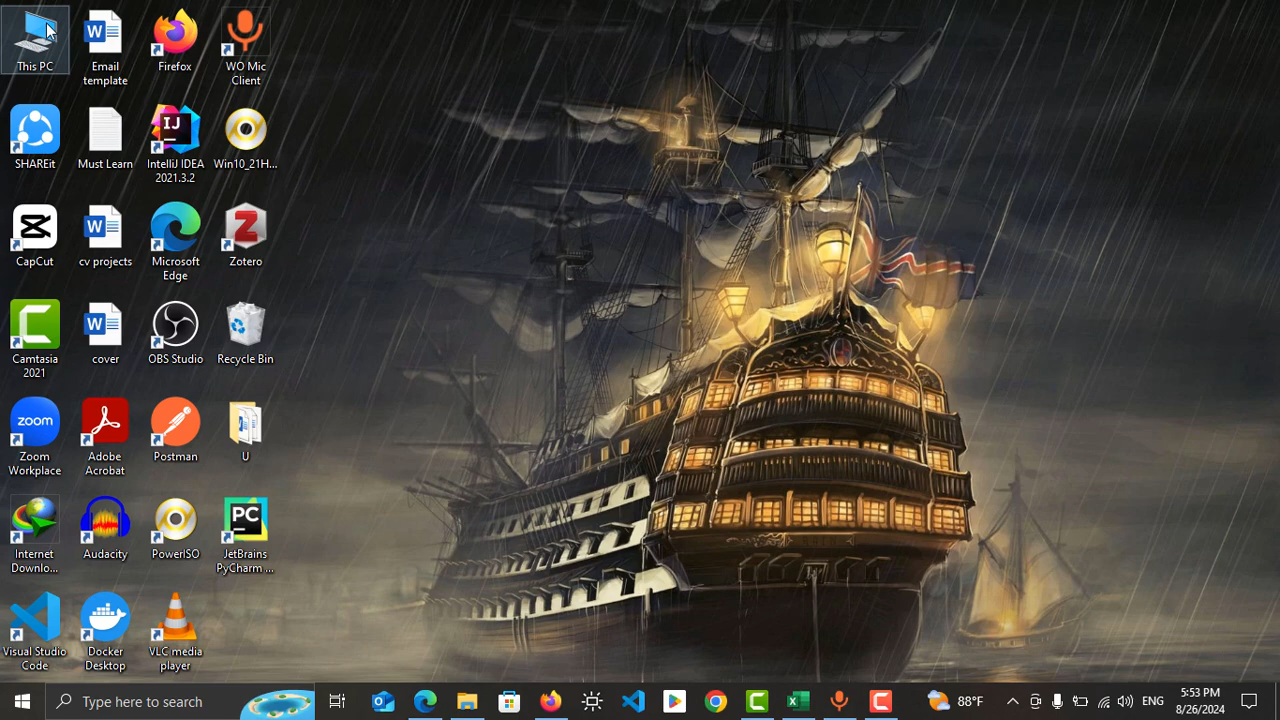 This PC
Email
template
Firefox
WO Mic
Client
SHAREit
Must Learn
IJ
IntelliJ IDEA
2021.3.2
Win10_21H...
CapCut
cv projects
Microsoft
Edge
Zotero
Camtasia
2021
cover
OBS Studio
Recycle Bin
zoom
Zoom
Workplace
Adobe
Acrobat
Postman
U
Internet
Downlo...
Audacity
PowerISO
PC
JetBrains
PyCharm ...
Visual Studio
Code
Docker
Desktop
VLC media
player
Type here to search
88°F
ENG
5:53 PM
8/26/2024